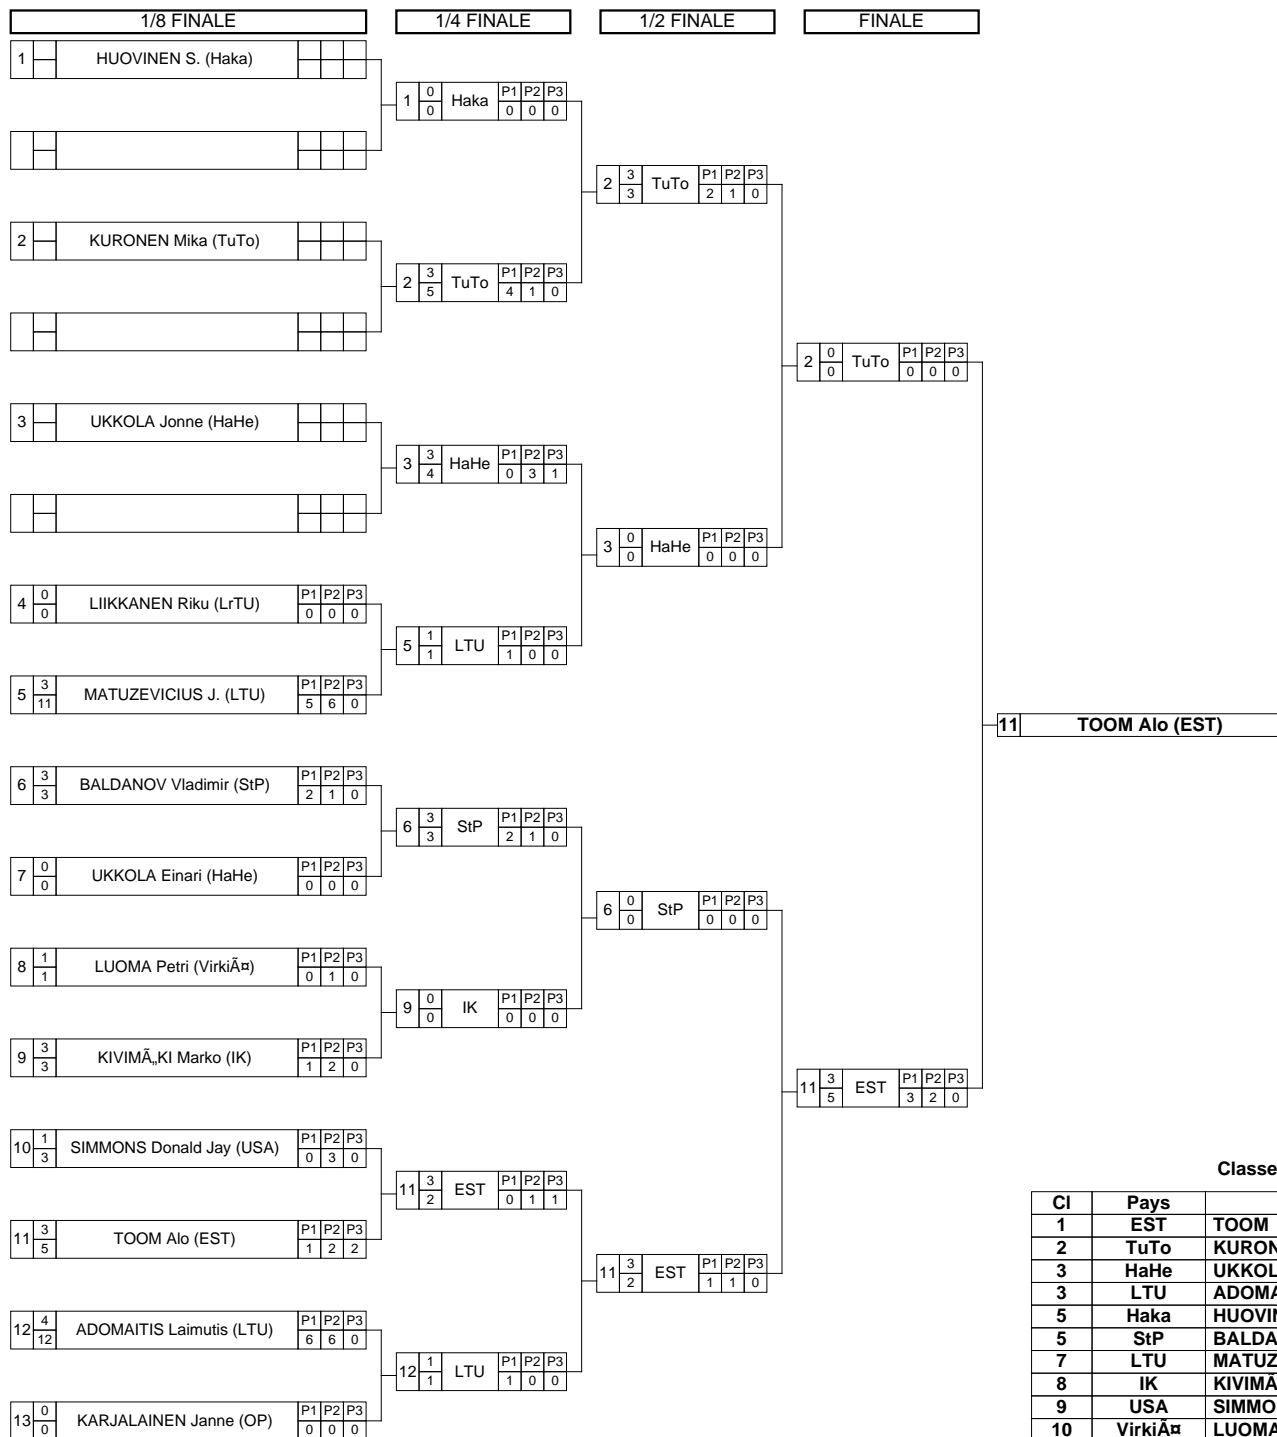 1/8 FINALE 1/4 FINALE 1/2 FINALE FINALE
1 HUOVINEN S. (Haka)
1 0 0 Haka P1 P2 P3 0 0 0
2 3 3 TuTo P1 P2 P3 2 1 0
2 KURONEN Mika (TuTo)
2 3 5 TuTo P1 P2 P3 4 1 0
2 0 0 TuTo P1 P2 P3 0 0 0
3 UKKOLA Jonne (HaHe)
3 3 4 HaHe P1 P2 P3 0 3 1
3 0 0 HaHe P1 P2 P3 0 0 0
4 0 0 LIIKKANEN Riku (LrTU) P1 P2 P3 0 0 0
5 1 1 LTU P1 P2 P3 1 0 0
5 3 11 MATUZEVICIUS J. (LTU) P1 P2 P3 5 6 0
11 TOOM Alo (EST)
6 3 3 BALDANOV Vladimir (StP) P1 P2 P3 2 1 0
6 3 3 StP P1 P2 P3 2 1 0
7 0 0 UKKOLA Einari (HaHe) P1 P2 P3 0 0 0
6 0 0 StP P1 P2 P3 0 0 0
8 1 1 LUOMA Petri (VirkiÃ¤) P1 P2 P3 0 1 0
9 0 0 IK P1 P2 P3 0 0 0
9 3 3 KIVIMÃ„KI Marko (IK) P1 P2 P3 1 2 0
11 3 5 EST P1 P2 P3 3 2 0
10 1 3 SIMMONS Donald Jay (USA) P1 P2 P3 0 3 0
11 3 2 EST P1 P2 P3 0 1 1
11 3 5 TOOM Alo (EST) P1 P2 P3 1 2 2
11 3 2 EST P1 P2 P3 1 1 0
12 4 12 ADOMAITIS Laimutis (LTU) P1 P2 P3 6 6 0
12 1 1 LTU P1 P2 P3 1 0 0
13 0 0 KARJALAINEN Janne (OP) P1 P2 P3 0 0 0
Classe
Cl Pays
1 EST TOOM
2 TuTo KURON
3 HaHe UKKOL
3 LTU ADOMA
5 Haka HUOVIN
5 StP BALDA
7 LTU MATUZ
8 IK KIVIMÃ
9 USA SIMMO
10 VirkiÃ¤ LUOMA